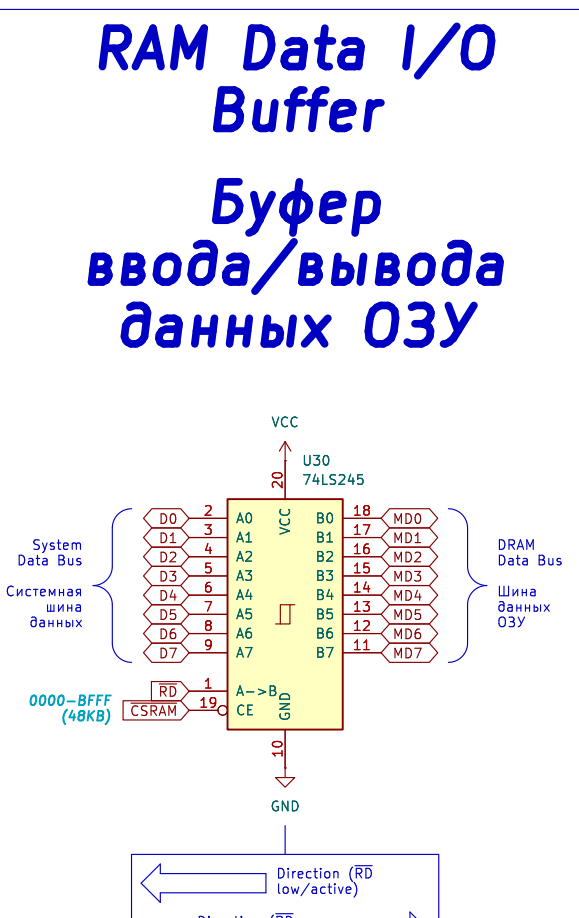 RAM Data I/O
Buffer
Буфер
ввода/вывода
данных ОЗУ
VCC
U30
74LS245
20
VCC
D0 2 A0 B0 18 MD0
D1 3 A1 B1 17 MD1
D2 4 A2 B2 16 MD2
D3 5 A3 B3 15 MD3
D4 6 A4 B4 14 MD4
D5 7 A5 B5 13 MD5
D6 8 A6 B6 12 MD6
D7 9 A7 B7 11 MD7
System
Data Bus
Системная
шина
данных
DRAM
Data Bus
Шина
данных
ОЗУ
RD 1 A->B
CSRAM 19 CE
GND
0000-BFFF
(48KB)
10
GND
Direction (RD
low/active)